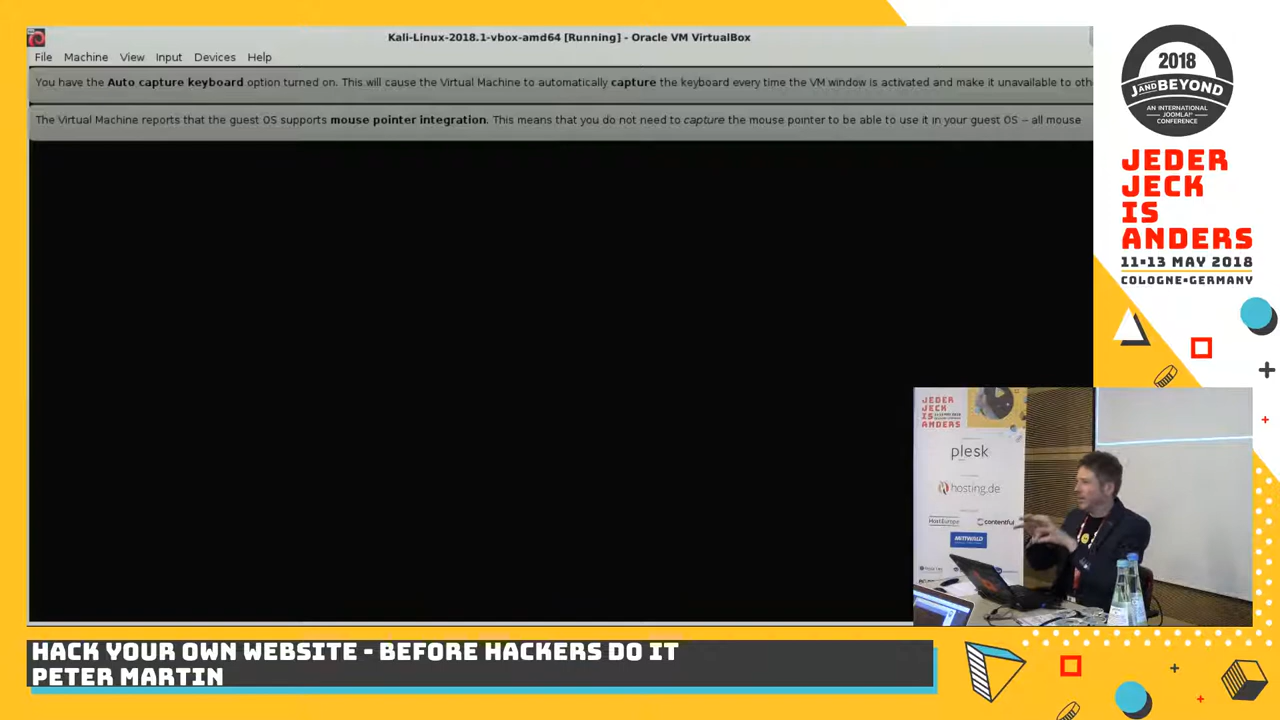 Kali-Linux-2018.1-vbox-amd64 [Running] - Oracle VM VirtualBox
File Machine View Input Devices Help
You have the Auto capture keyboard option turned on. This will cause the Virtual Machine to automatically capture the keyboard every time the VM window is activated and make it unavailable to oth
The Virtual Machine reports that the guest OS supports mouse pointer integration. This means that you do not need to capture the mouse pointer to be able to use it in your guest OS – all mouse
2018
J AND BEYOND
AN INTERNATIONAL
JOOMLA!
CONFERENCE
JEDER
JECK
IS
ANDERS
11-13 MAY 2018
COLOGNE-GERMANY
JEDER
JECK
IS
ANDERS
plesk
hosting.de
HostEurope
contentful
MITTWALD
HACK YOUR OWN WEBSITE - BEFORE HACKERS DO IT
PETER MARTIN